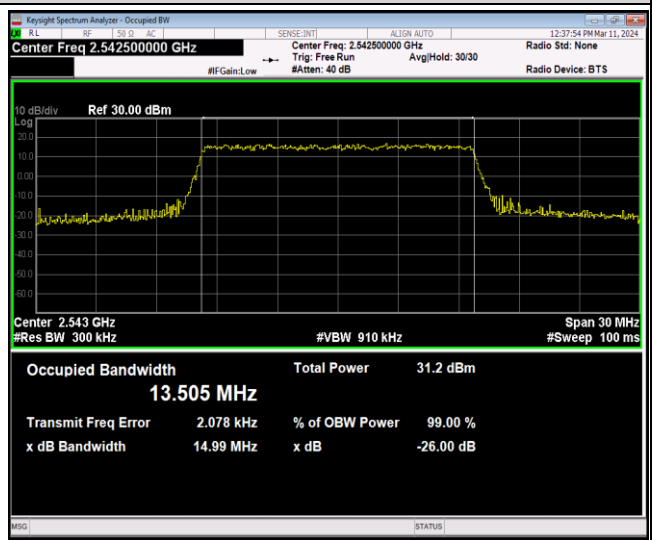 Keysight Spectrum Analyzer - Occupied BW
RL RF 50 Ω AC SENSE:INT ALIGN AUTO 12:37:54 PM Mar 11, 2024
Center Freq 2.542500000 GHz Center Freq: 2.542500000 GHz Radio Std: None
Trig: Free Run Avg|Hold: 30/30
#IFGain:Low #Atten: 40 dB Radio Device: BTS
10 dB/div Ref 30.00 dBm
Log
20.0
10.0
0.00
-10.0
-20.0
-30.0
-40.0
-50.0
-60.0
Center 2.543 GHz Span 30 MHz
#Res BW 300 kHz #VBW 910 kHz #Sweep 100 ms
Occupied Bandwidth Total Power 31.2 dBm
13.505 MHz
Transmit Freq Error 2.078 kHz % of OBW Power 99.00 %
x dB Bandwidth 14.99 MHz x dB -26.00 dB
MSG STATUS